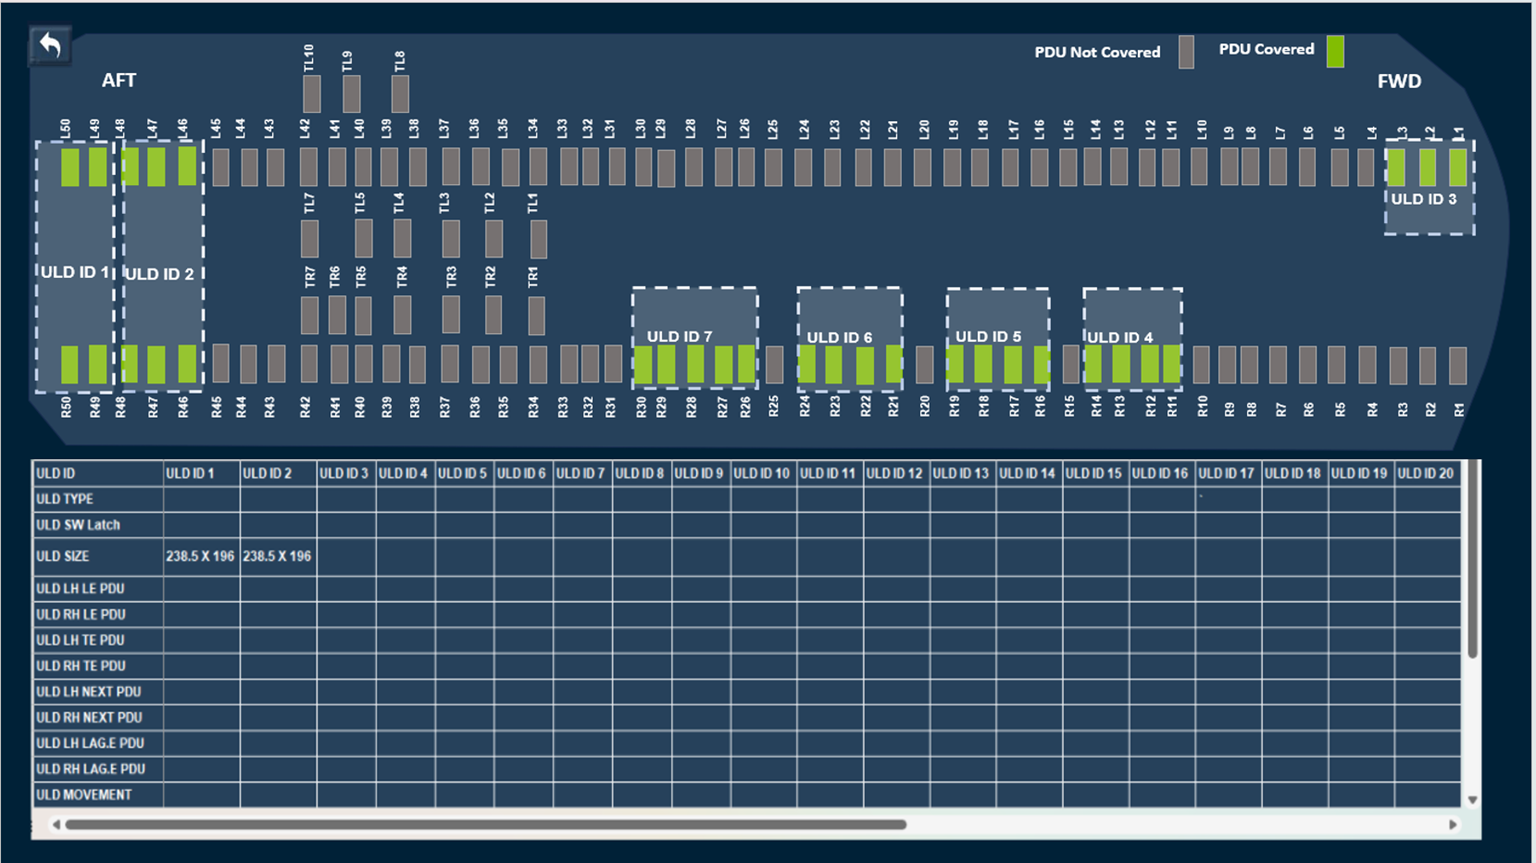 PDU Not Covered PDU Covered
AFT FWD
TL10 TL9 TL8
L50 L49 L48 L47 L46 L45 L44 L43 L42 L41 L40 L39 L38 L37 L36 L35 L34 L33 L32 L31 L30 L29 L28 L27 L26 L25 L24 L23 L22 L21 L20 L19 L18 L17 L16 L15 L14 L13 L12 L11 L10 L9 L8 L7 L6 L5 L4 L3 L2 L1
TL7 TL5 TL4 TL3 TL2 TL1
ULD ID 3
ULD ID 1 ULD ID 2
TR7 TR6 TR5 TR4 TR3 TR2 TR1
ULD ID 7 ULD ID 6 ULD ID 5 ULD ID 4
R50 R49 R48 R47 R46 R45 R44 R43 R42 R41 R40 R39 R38 R37 R36 R35 R34 R33 R32 R31 R30 R29 R28 R27 R26 R25 R24 R23 R22 R21 R20 R19 R18 R17 R16 R15 R14 R13 R12 R11 R10 R9 R8 R7 R6 R5 R4 R3 R2 R1
ULD ID ULD ID 1 ULD ID 2 ULD ID 3 ULD ID 4 ULD ID 5 ULD ID 6 ULD ID 7 ULD ID 8 ULD ID 9 ULD ID 10 ULD ID 11 ULD ID 12 ULD ID 13 ULD ID 14 ULD ID 15 ULD ID 16 ULD ID 17 ULD ID 18 ULD ID 19 ULD ID 20
ULD TYPE
ULD SW Latch
ULD SIZE 238.5 X 196 238.5 X 196
ULD LH LE PDU
ULD RH LE PDU
ULD LH TE PDU
ULD RH TE PDU
ULD LH NEXT PDU
ULD RH NEXT PDU
ULD LH LAG.E PDU
ULD RH LAG.E PDU
ULD MOVEMENT